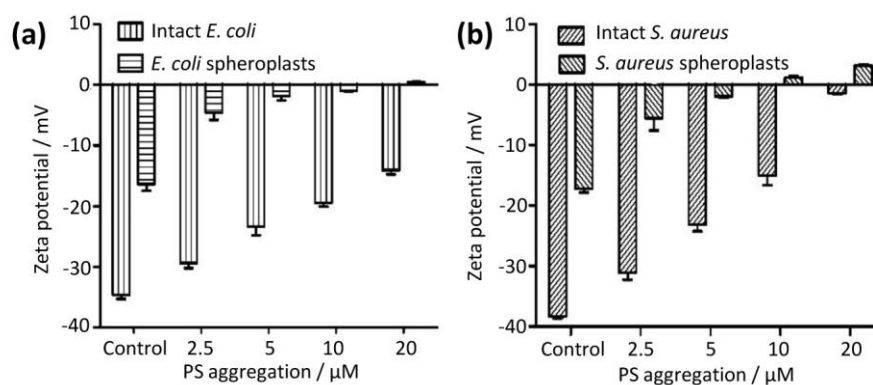 (a)
Intact E. coli
E. coli spheroplasts
10
0
-10
-20
-30
-40
Zeta potential / mV
Control 2.5 5 10 20
PS aggregation / μM
(b)
Intact S. aureus
S. aureus spheroplasts
10
0
-10
-20
-30
-40
Zeta potential / mV
Control 2.5 5 10 20
PS aggregation / μM